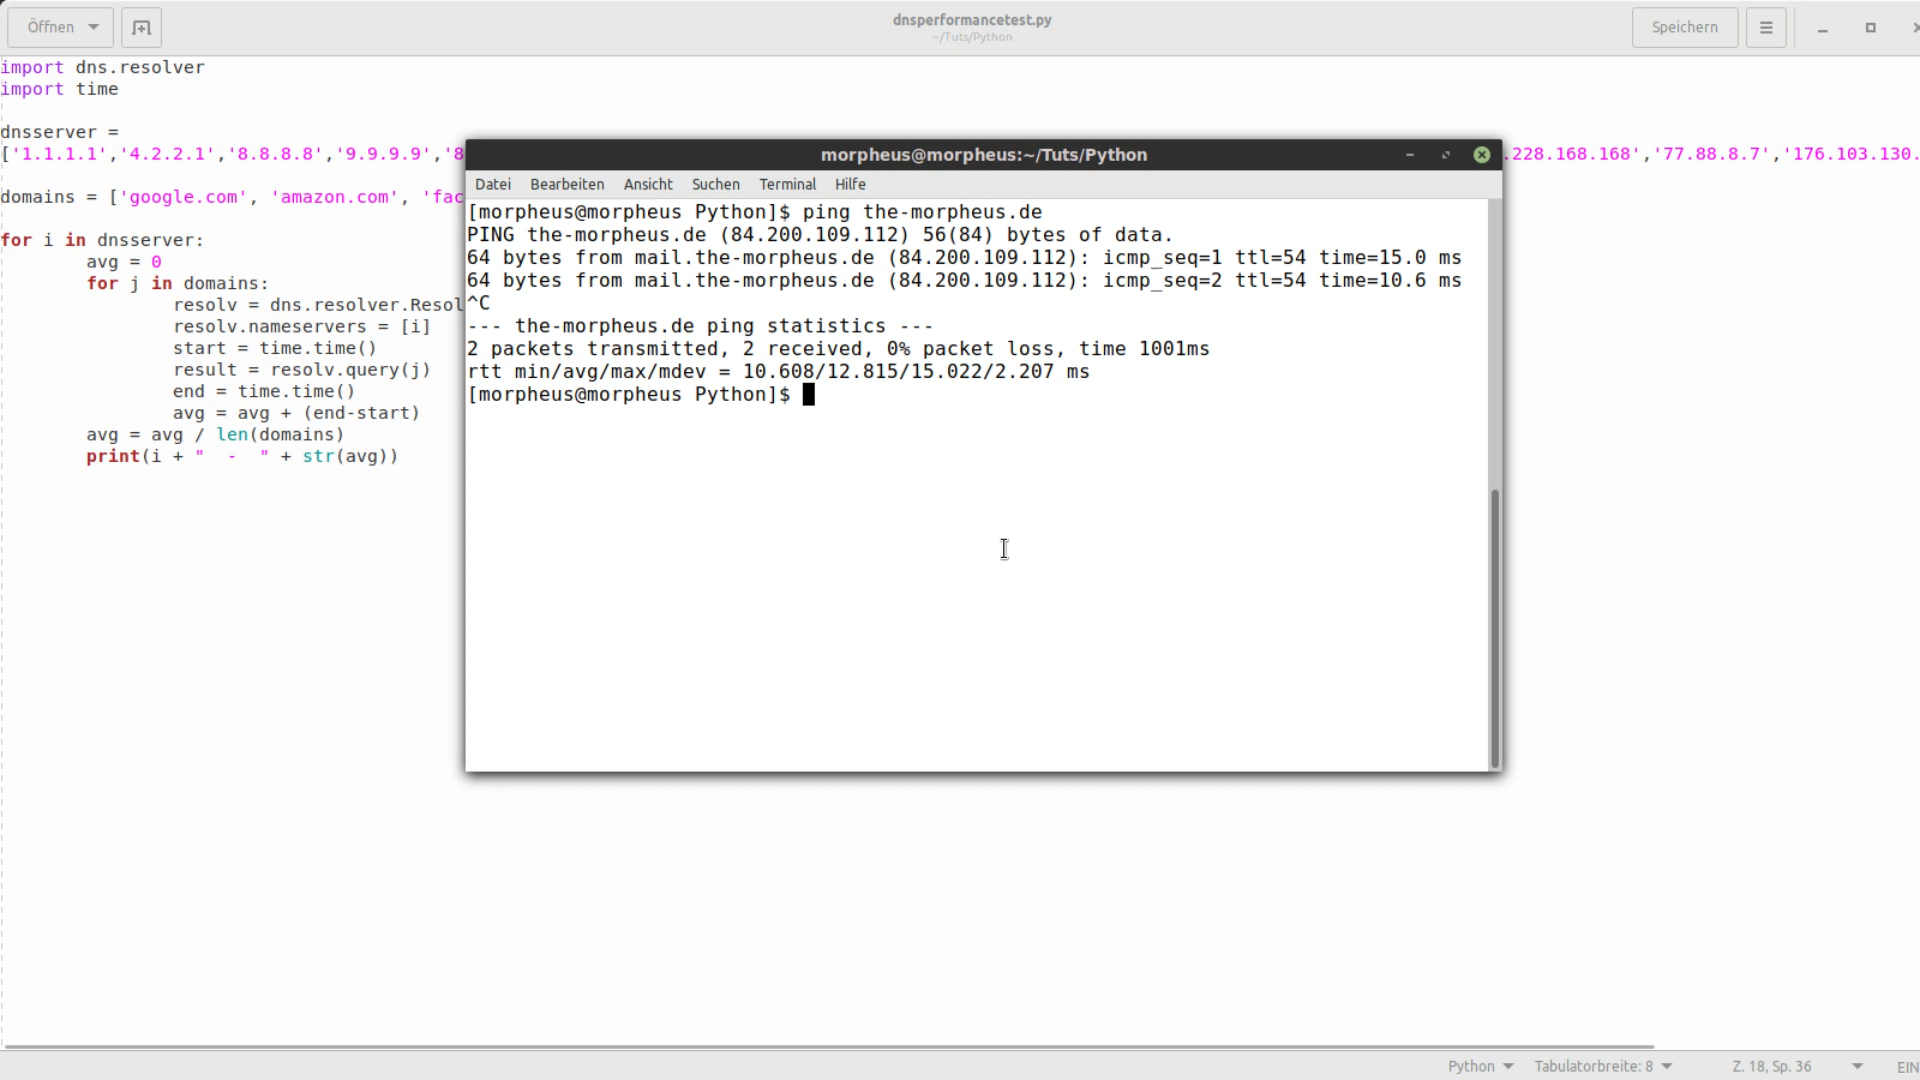 Öffnen
dnsperformancetest.py
~/Tuts/Python
Speichern
import dns.resolver
import time
dnsserver =
['1.1.1.1','4.2.2.1','8.8.8.8','9.9.9.9','8
.228.168.168','77.88.8.7','176.103.130.
domains = ['google.com', 'amazon.com', 'fac
for i in dnsserver:
avg = 0
for j in domains:
resolv = dns.resolver.Resol
resolv.nameservers = [i]
start = time.time()
result = resolv.query(j)
end = time.time()
avg = avg + (end-start)
avg = avg / len(domains)
print(i + "  -  " + str(avg))
morpheus@morpheus:~/Tuts/Python
Datei Bearbeiten Ansicht Suchen Terminal Hilfe
[morpheus@morpheus Python]$ ping the-morpheus.de
PING the-morpheus.de (84.200.109.112) 56(84) bytes of data.
64 bytes from mail.the-morpheus.de (84.200.109.112): icmp_seq=1 ttl=54 time=15.0 ms
64 bytes from mail.the-morpheus.de (84.200.109.112): icmp_seq=2 ttl=54 time=10.6 ms
^C
--- the-morpheus.de ping statistics ---
2 packets transmitted, 2 received, 0% packet loss, time 1001ms
rtt min/avg/max/mdev = 10.608/12.815/15.022/2.207 ms
[morpheus@morpheus Python]$
Python Tabulatorbreite: 8 Z. 18, Sp. 36 EIN